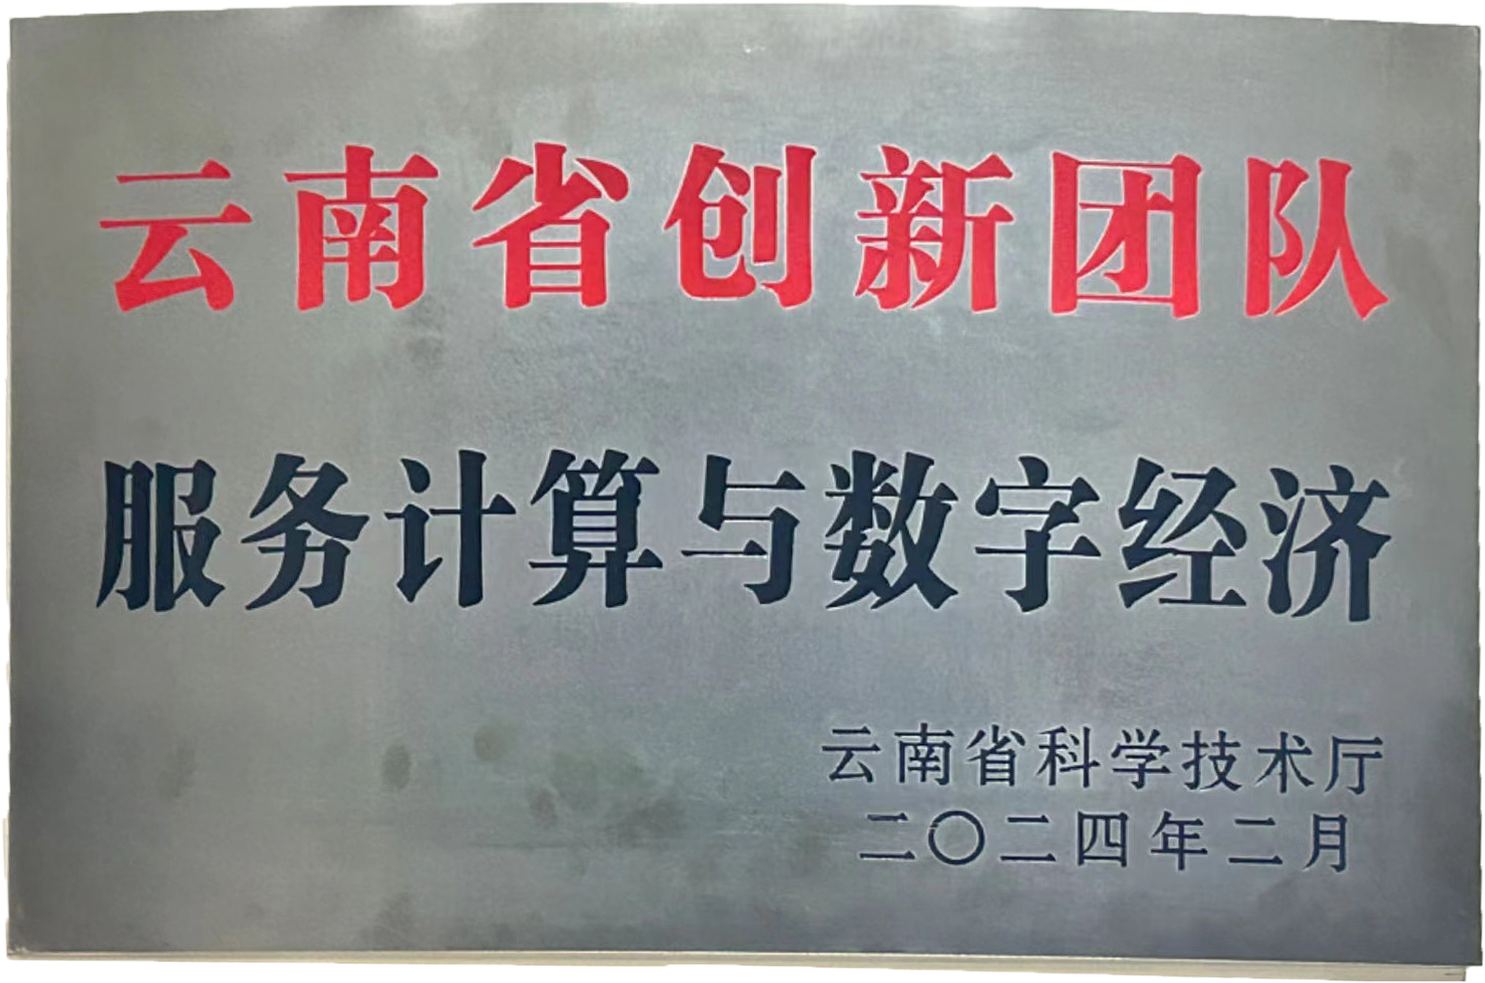 云南省创新团队
服务计算与数字经济
云南省科学技术厅
二〇二四年二月